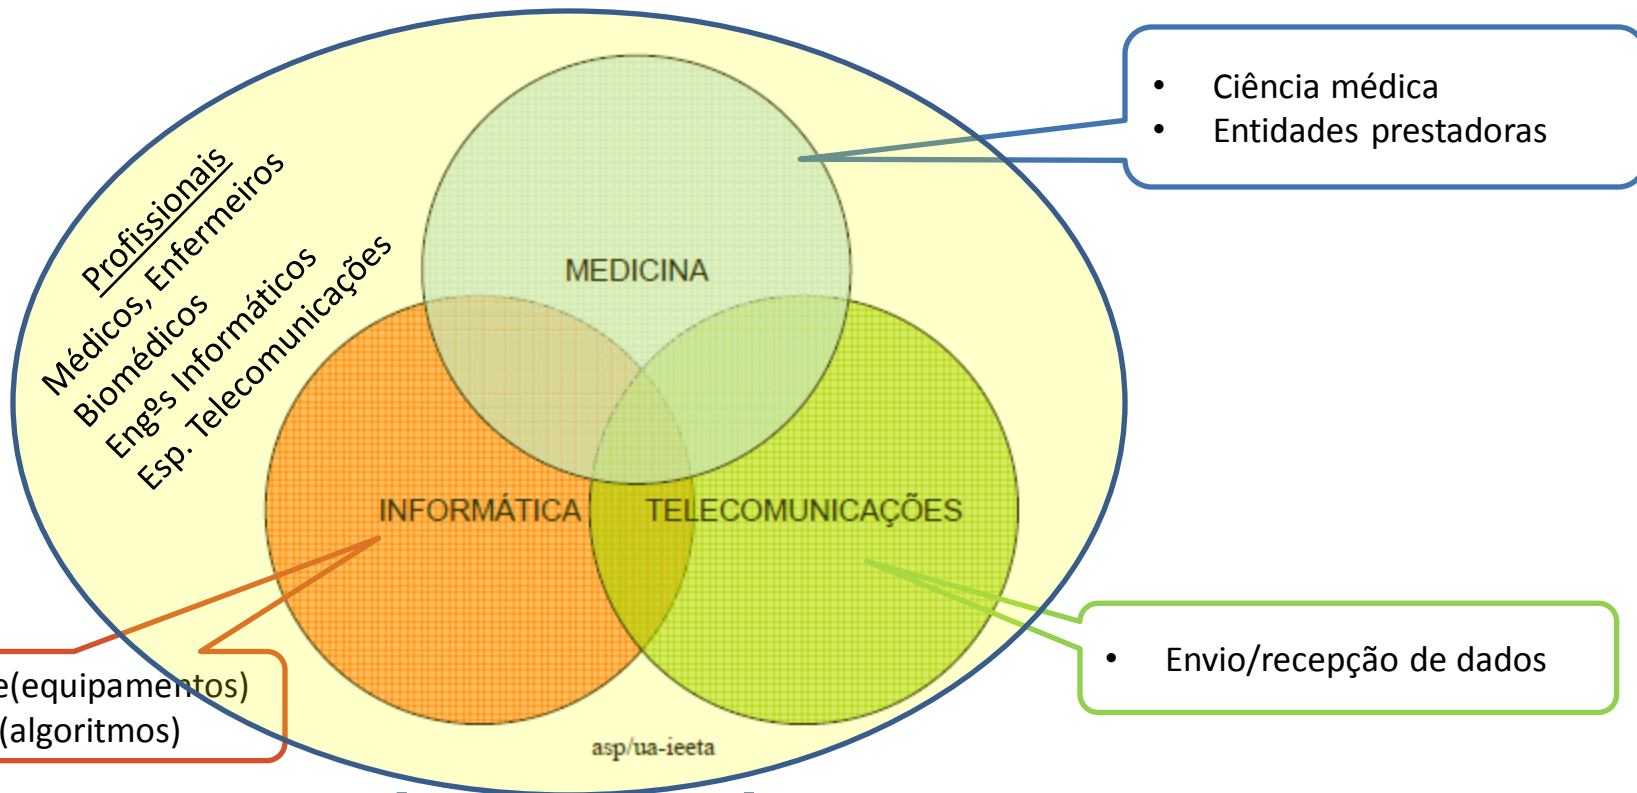 Ciência médica
Entidades prestadoras
Profissionais
Médicos, Enfermeiros
Biomédicos
Engºs Informáticos
Esp. Telecomunicações
MEDICINA
INFORMÁTICA
TELECOMUNICAÇÕES
Envio/recepção de dados
e(equipamentos)
(algoritmos)
asp/ua-ieeta